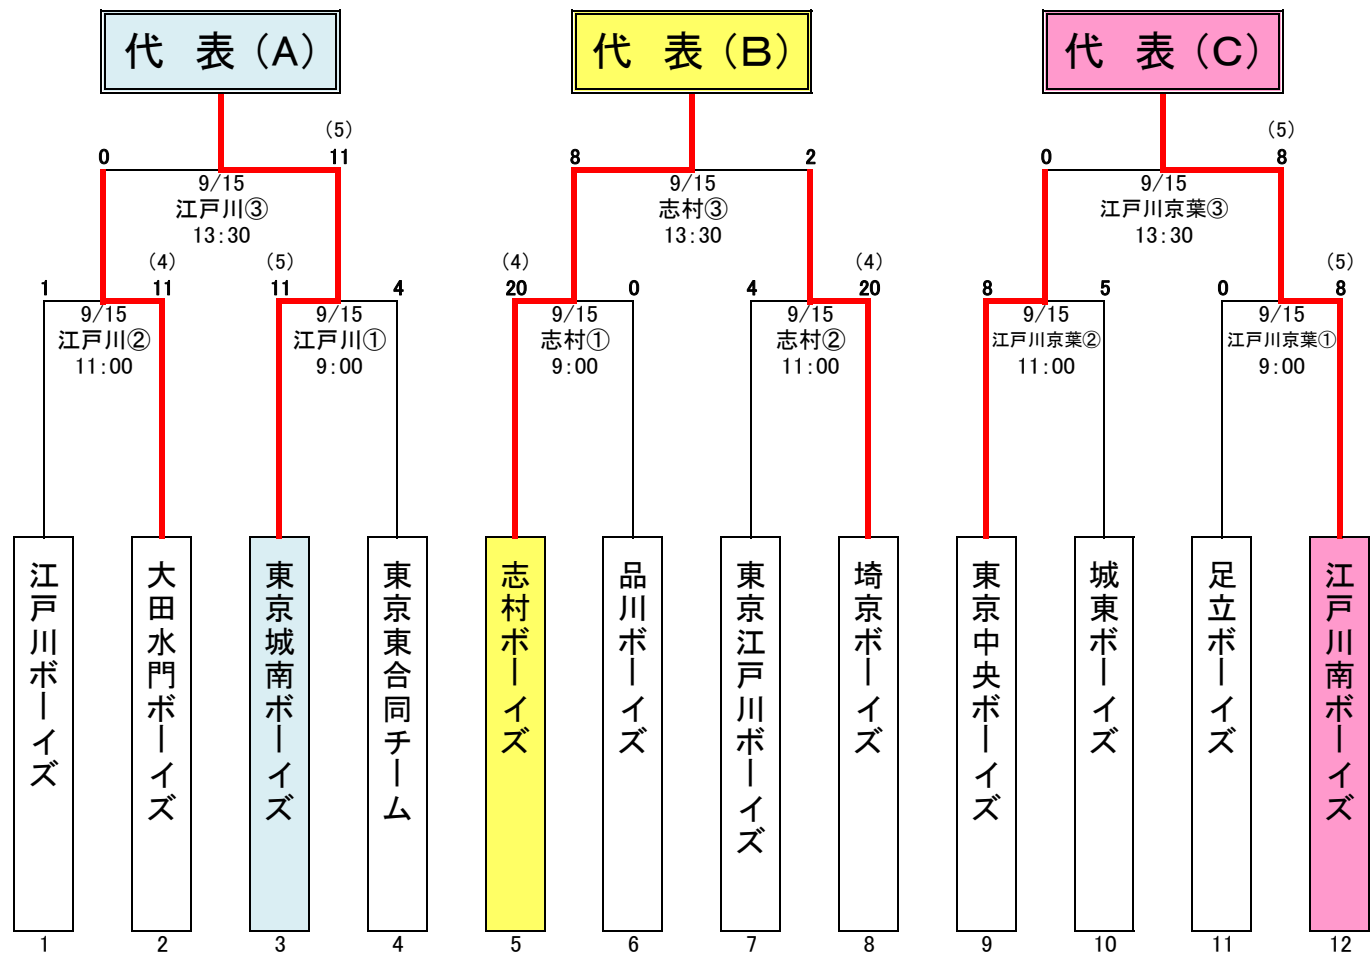 代 表（A）
代 表（B）
代 表（C）
（5）
（5）
0
11
8
2
0
8
9/15
江戸川③
13:30
9/15
志村③
13:30
9/15
江戸川京葉③
13:30
（4）
（5）
（4）
（4）
（5）
1
11
11
4
20
0
4
20
8
5
0
8
9/15
江戸川②
11:00
9/15
江戸川①
9:00
9/15
志村①
9:00
9/15
志村②
11:00
9/15
江戸川京葉②
11:00
9/15
江戸川京葉①
9:00
江戸川ボーイズ
大田水門ボーイズ
東京城南ボーイズ
東京東合同チーム
志村ボーイズ
品川ボーイズ
東京江戸川ボーイズ
埼京ボーイズ
東京中央ボーイズ
城東ボーイズ
足立ボーイズ
江戸川南ボーイズ
1
2
3
4
5
6
7
8
9
10
11
12